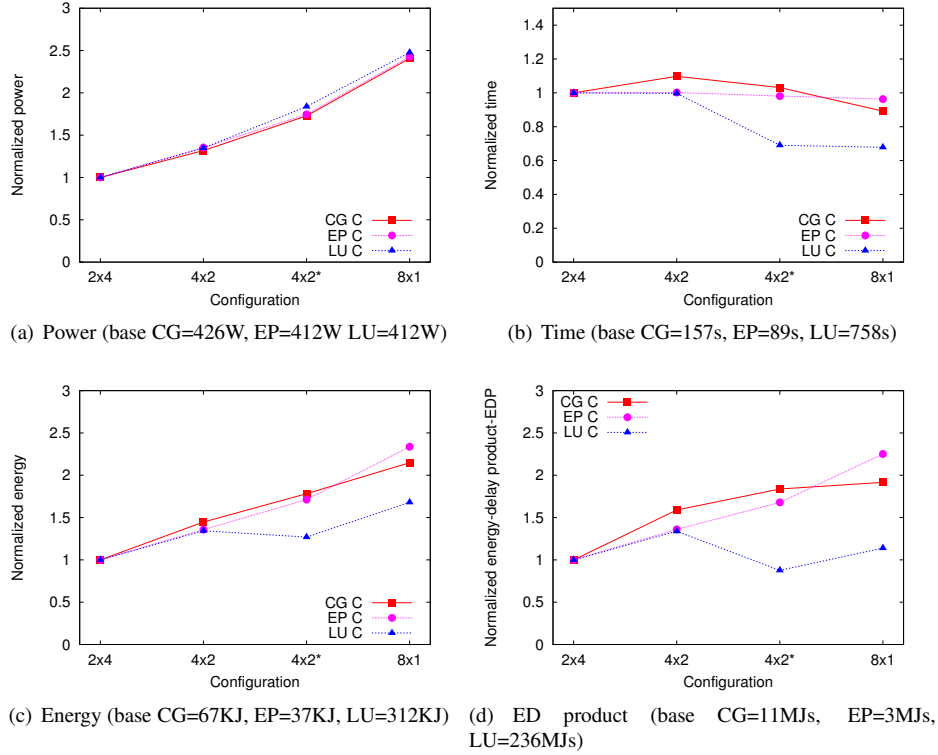 3
2.5
2
1.5
1
0.5
0
Normalized power
CG C
EP C
LU C
2x4 4x2 4x2* 8x1
Configuration
(a) Power (base CG=426W, EP=412W LU=412W)
1.4
1.2
1
0.8
0.6
0.4
0.2
0
Normalized time
CG C
EP C
LU C
2x4 4x2 4x2* 8x1
Configuration
(b) Time (base CG=157s, EP=89s, LU=758s)
3
2.5
2
1.5
1
0.5
0
Normalized energy
CG C
EP C
LU C
2x4 4x2 4x2* 8x1
Configuration
(c) Energy (base CG=67KJ, EP=37KJ, LU=312KJ)
3
2.5
2
1.5
1
0.5
0
Normalized energy-delay product-EDP
CG C
EP C
LU C
2x4 4x2 4x2* 8x1
Configuration
(d) ED product (base CG=11MJs, EP=3MJs,
LU=236MJs)